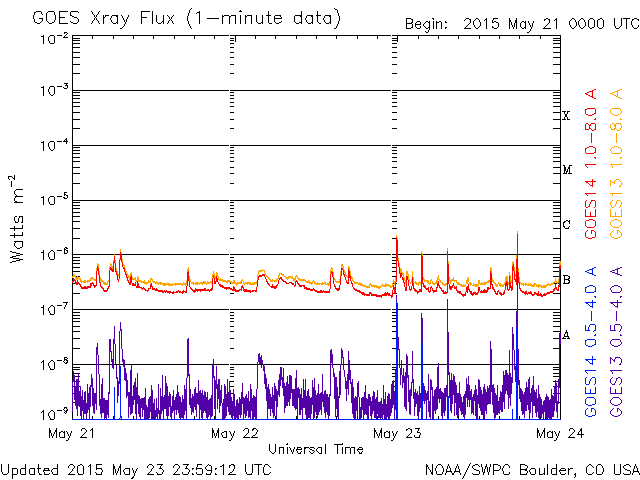 GOES Xray Flux (1-minute data)
Begin: 2015 May 21 0000 UTC
10⁻²
10⁻³
10⁻⁴
10⁻⁵
10⁻⁶
10⁻⁷
10⁻⁸
10⁻⁹
Watts m⁻²
X
M
C
B
A
GOES14 1.0-8.0 A
GOES13 1.0-8.0 A
GOES14 0.5-4.0 A
GOES13 0.5-4.0 A
May 21
May 22
May 23
May 24
Universal Time
Updated 2015 May 23 23:59:12 UTC
NOAA/SWPC Boulder, CO USA